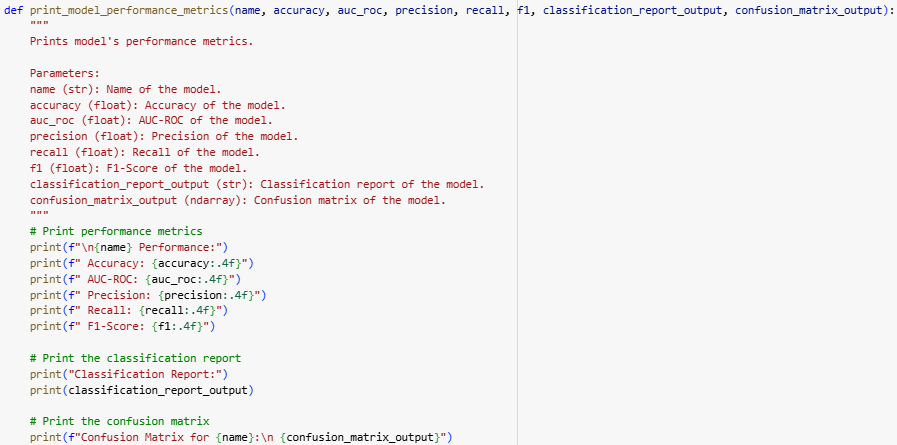 def print_model_performance_metrics(name, accuracy, auc_roc, precision, recall, f1, classification_report_output, confusion_matrix_output):
    """
    Prints model's performance metrics.

    Parameters:
    name (str): Name of the model.
    accuracy (float): Accuracy of the model.
    auc_roc (float): AUC-ROC of the model.
    precision (float): Precision of the model.
    recall (float): Recall of the model.
    f1 (float): F1-Score of the model.
    classification_report_output (str): Classification report of the model.
    confusion_matrix_output (ndarray): Confusion matrix of the model.
    """
    # Print performance metrics
    print(f"\n{name} Performance:")
    print(f" Accuracy: {accuracy:.4f}")
    print(f" AUC-ROC: {auc_roc:.4f}")
    print(f" Precision: {precision:.4f}")
    print(f" Recall: {recall:.4f}")
    print(f" F1-Score: {f1:.4f}")

    # Print the classification report
    print("Classification Report:")
    print(classification_report_output)

    # Print the confusion matrix
    print(f"Confusion Matrix for {name}:\n {confusion_matrix_output}")